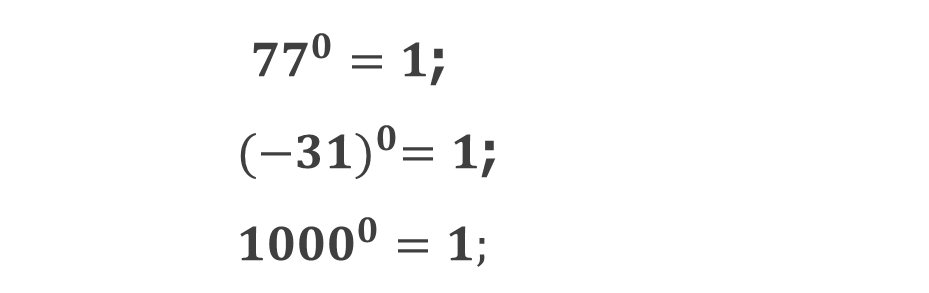 77⁰ = 1;
(−31)⁰= 1;
1000⁰ = 1;